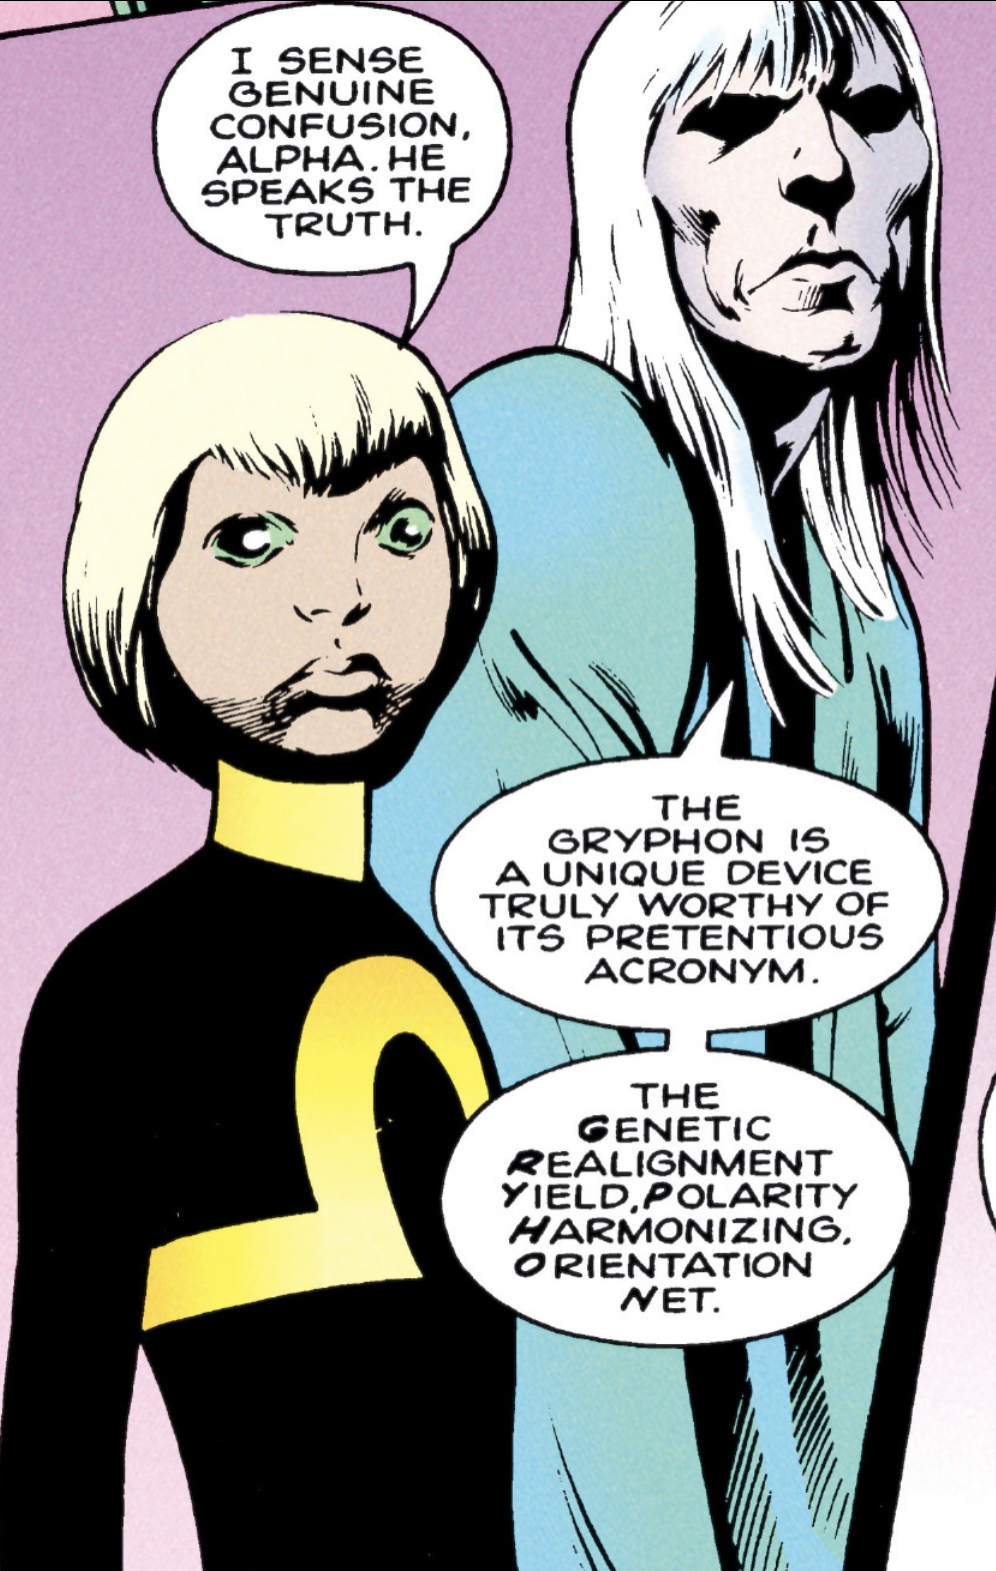 I SENSE
GENUINE
CONFUSION,
ALPHA. HE
SPEAKS THE
TRUTH.
THE
GRYPHON IS
A UNIQUE DEVICE
TRULY WORTHY OF
ITS PRETENTIOUS
ACRONYM.
THE
GENETIC
REALIGNMENT
YIELD, POLARITY
HARMONIZING,
ORIENTATION
NET.